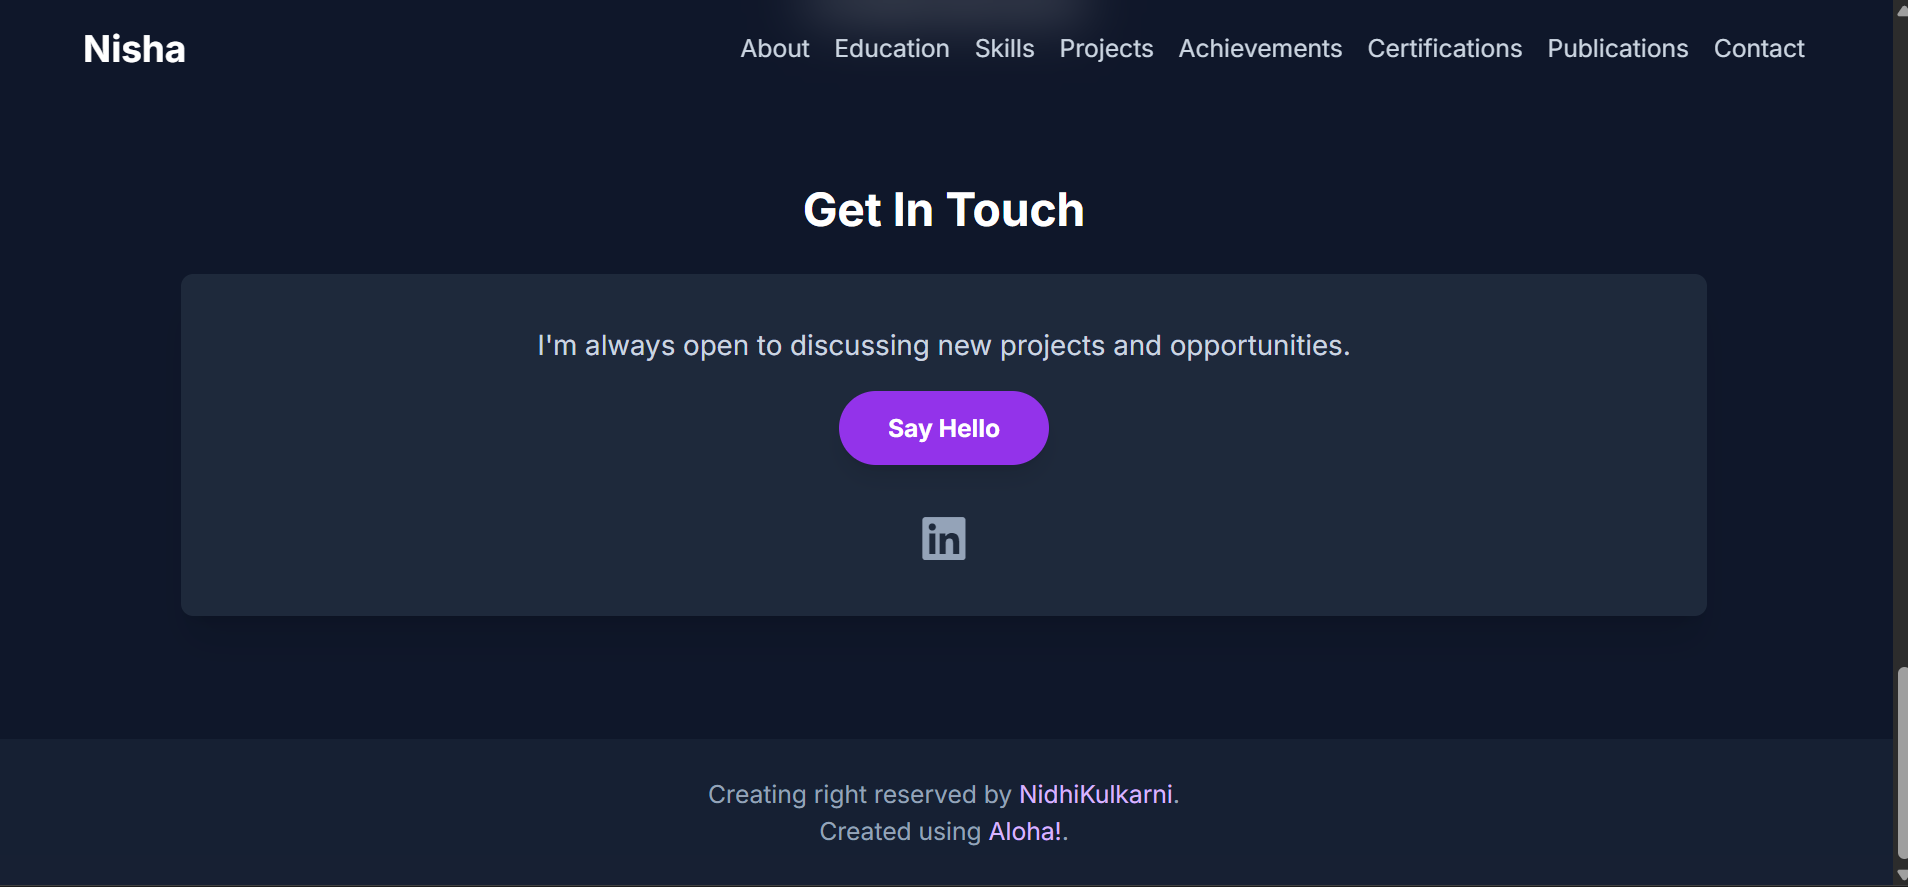 Nisha
About Education Skills Projects Achievements Certifications Publications Contact
Get In Touch
I'm always open to discussing new projects and opportunities.
Say Hello
in
Creating right reserved by NidhiKulkarni.
Created using Aloha!.